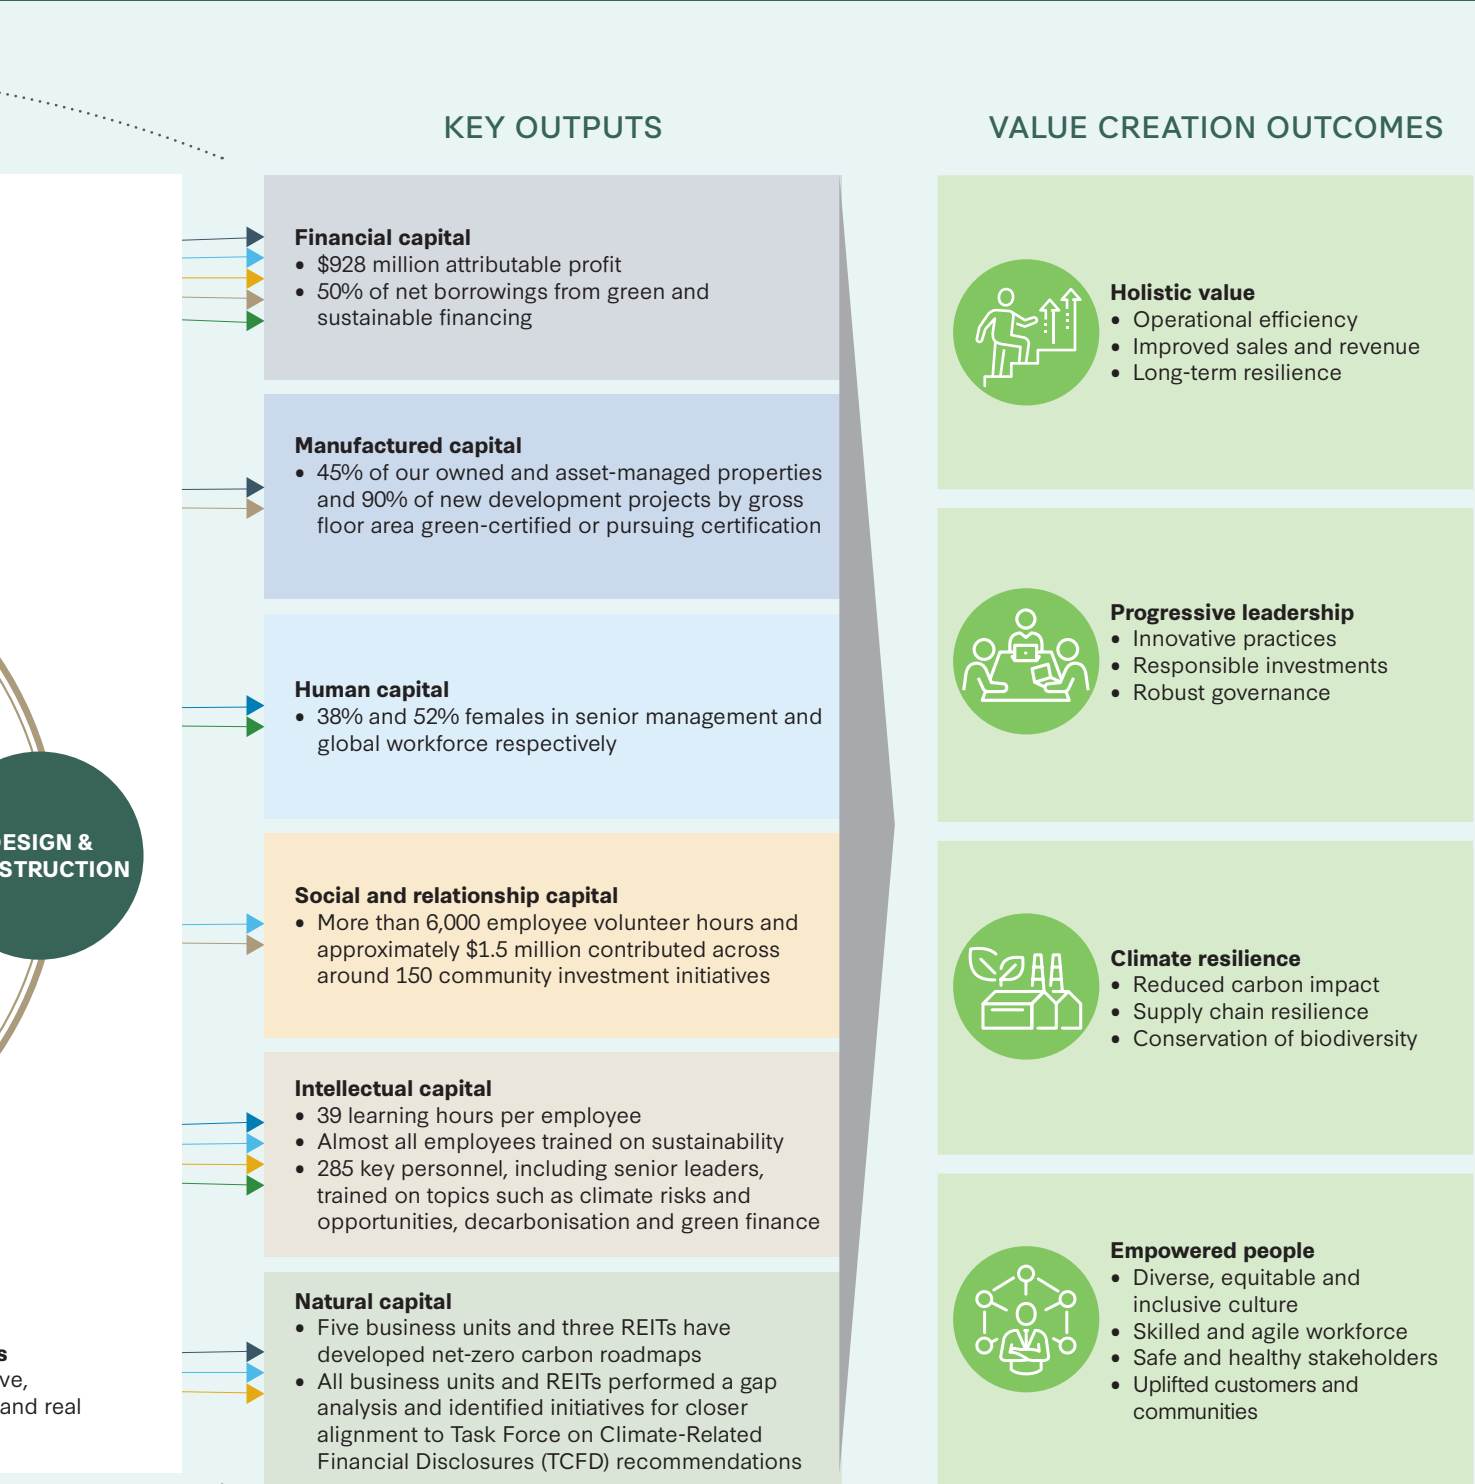 KEY OUTPUTS
VALUE CREATION OUTCOMES
Financial capital
• $928 million attributable profit
• 50% of net borrowings from green and
sustainable financing
Manufactured capital
• 45% of our owned and asset-managed properties
and 90% of new development projects by gross
floor area green-certified or pursuing certification
Human capital
• 38% and 52% females in senior management and
global workforce respectively
Social and relationship capital
• More than 6,000 employee volunteer hours and
approximately $1.5 million contributed across
around 150 community investment initiatives
Intellectual capital
• 39 learning hours per employee
• Almost all employees trained on sustainability
• 285 key personnel, including senior leaders,
trained on topics such as climate risks and
opportunities, decarbonisation and green finance
Natural capital
• Five business units and three REITs have
developed net-zero carbon roadmaps
• All business units and REITs performed a gap
analysis and identified initiatives for closer
alignment to Task Force on Climate-Related
Financial Disclosures (TCFD) recommendations
Holistic value
• Operational efficiency
• Improved sales and revenue
• Long-term resilience
Progressive leadership
• Innovative practices
• Responsible investments
• Robust governance
Climate resilience
• Reduced carbon impact
• Supply chain resilience
• Conservation of biodiversity
Empowered people
• Diverse, equitable and
inclusive culture
• Skilled and agile workforce
• Safe and healthy stakeholders
• Uplifted customers and
communities
ESIGN &
STRUCTION
s
ve,
and real